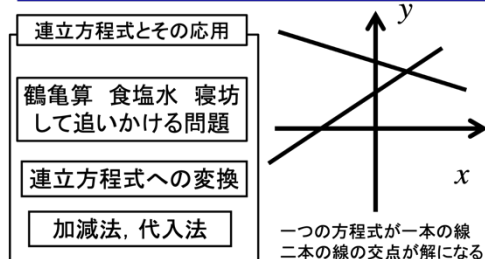 連立方程式とその応用
鶴亀算 食塩水 寝坊
して追いかける問題
連立方程式への変換
加減法，代入法
y
x
一つの方程式が一本の線
二本の線の交点が解になる